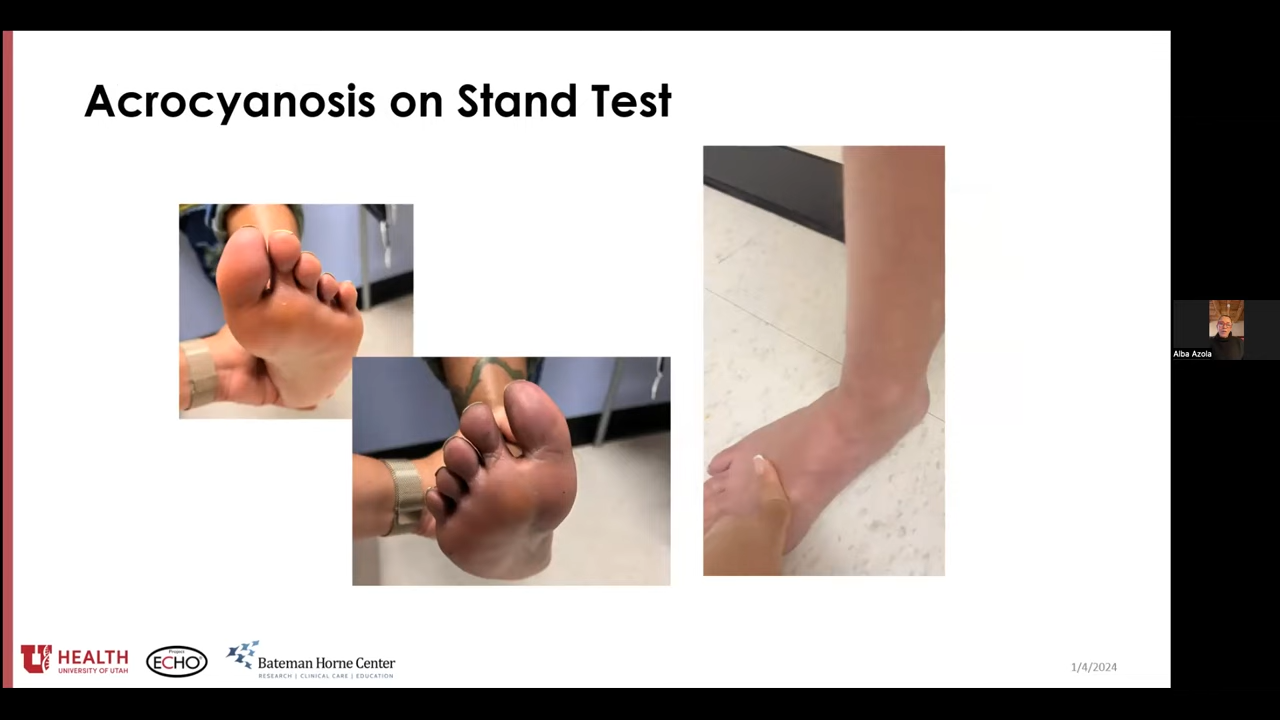 Acrocyanosis on Stand Test
Alba Azola
U HEALTH
UNIVERSITY OF UTAH
Project
ECHO
Bateman Horne Center
RESEARCH | CLINICAL CARE | EDUCATION
1/4/2024